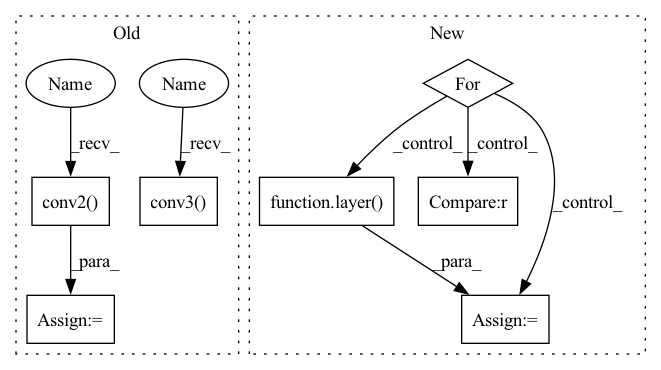 Old
New
Name
Name
For
_recv_
_recv_
_control_
_control_
conv2()
conv3()
function.layer()
Compare:r
_control_
_para_
_para_
Assign:=
Assign:=